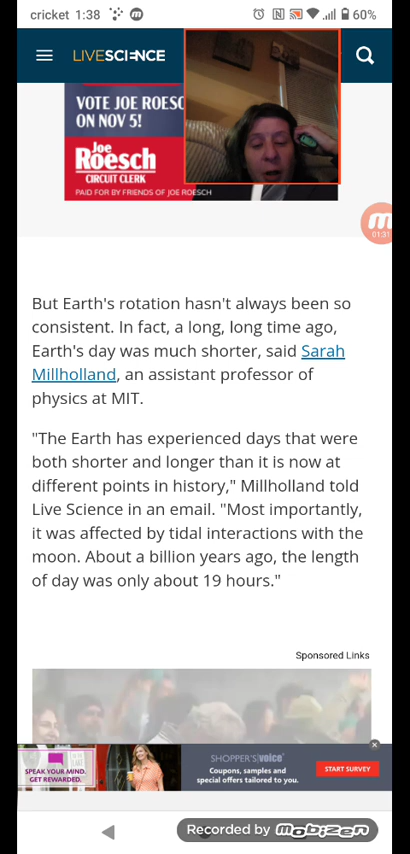 cricket 1:38
60%
LIVESCIENCE
VOTE JOE ROESC
ON NOV 5!
Joe
Roesch
CIRCUIT CLERK
PAID FOR BY FRIENDS OF JOE ROESCH
m
01:31
But Earth's rotation hasn't always been so
consistent. In fact, a long, long time ago,
Earth's day was much shorter, said Sarah
Millholland, an assistant professor of
physics at MIT.
"The Earth has experienced days that were
both shorter and longer than it is now at
different points in history," Millholland told
Live Science in an email. "Most importantly,
it was affected by tidal interactions with the
moon. About a billion years ago, the length
of day was only about 19 hours."
Sponsored Links
SPEAK YOUR MIND.
GET REWARDED.
SHOPPER'S voice
Coupons, samples and
special offers tailored to you.
START SURVEY
Recorded by mobizen